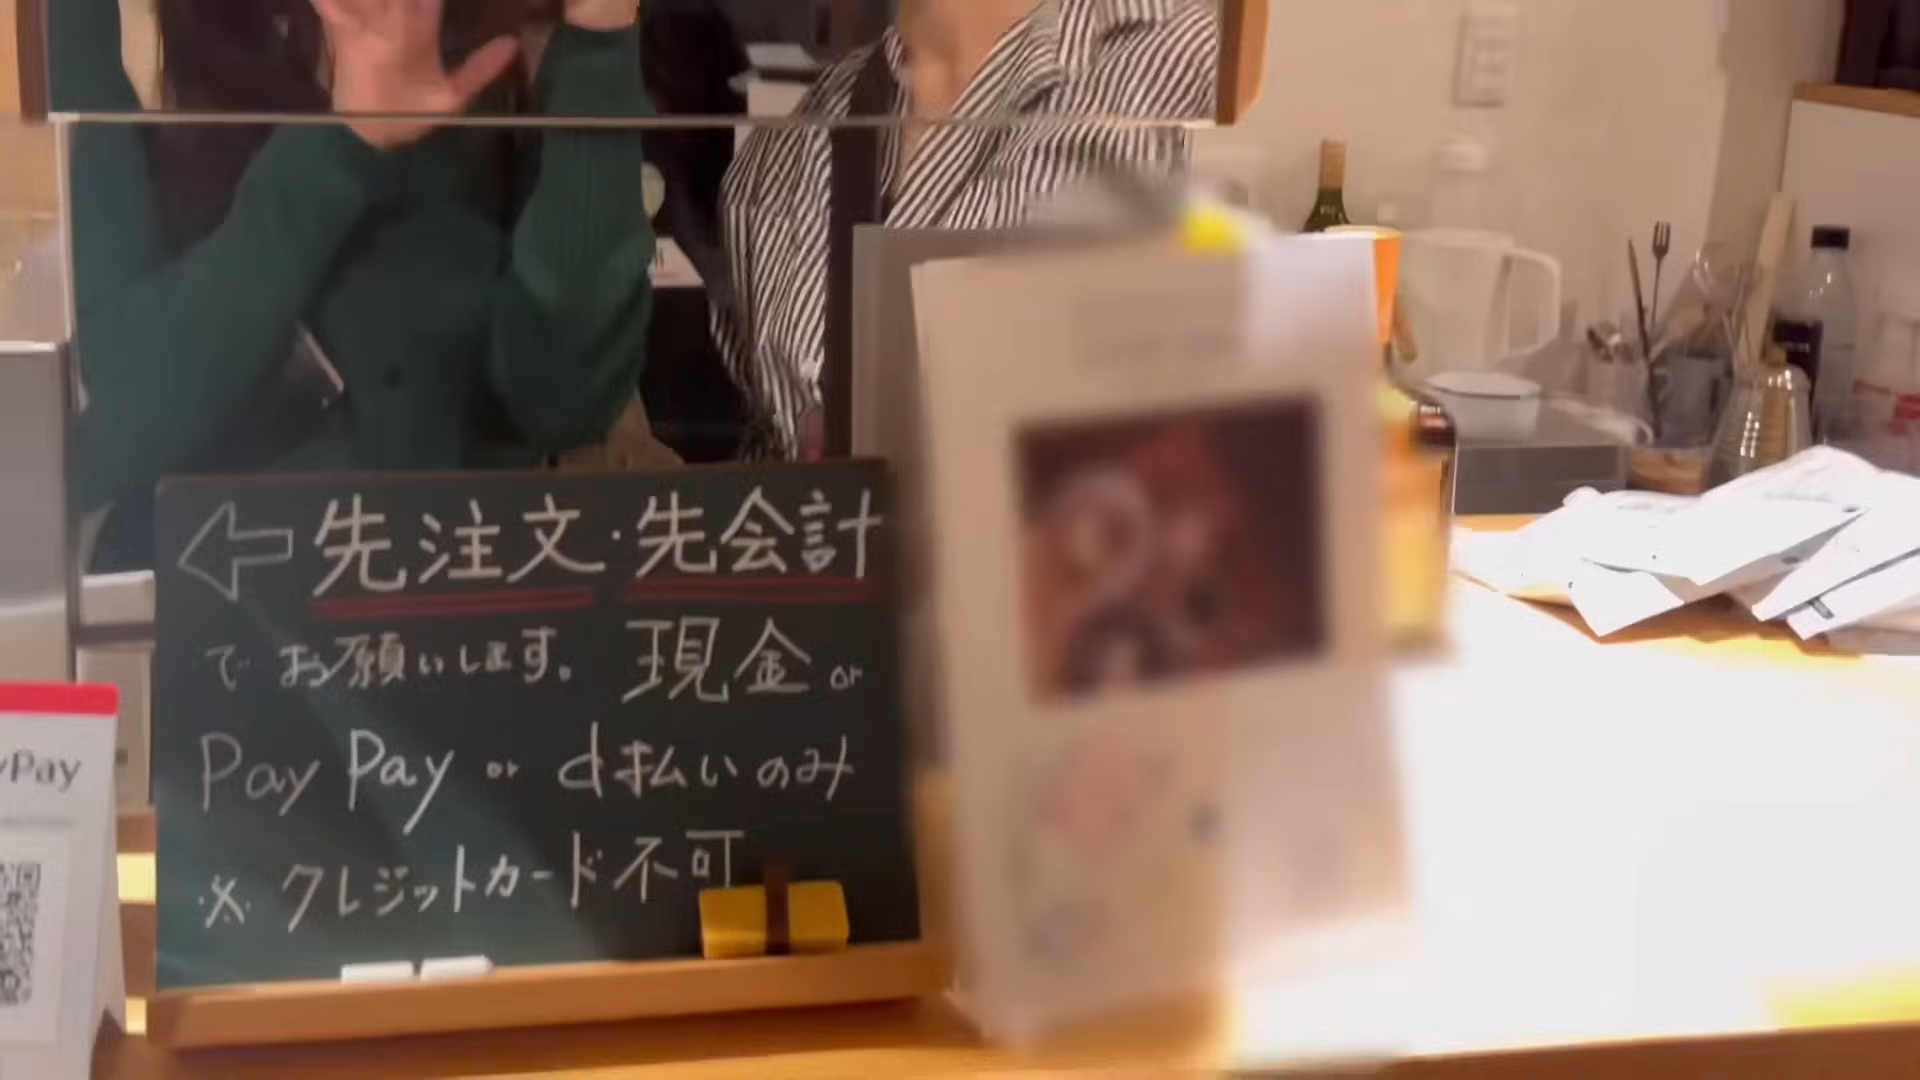 ← 先注文・先会計
でお願いします。現金 or
PayPay or d払いのみ
※クレジットカード不可
yPay